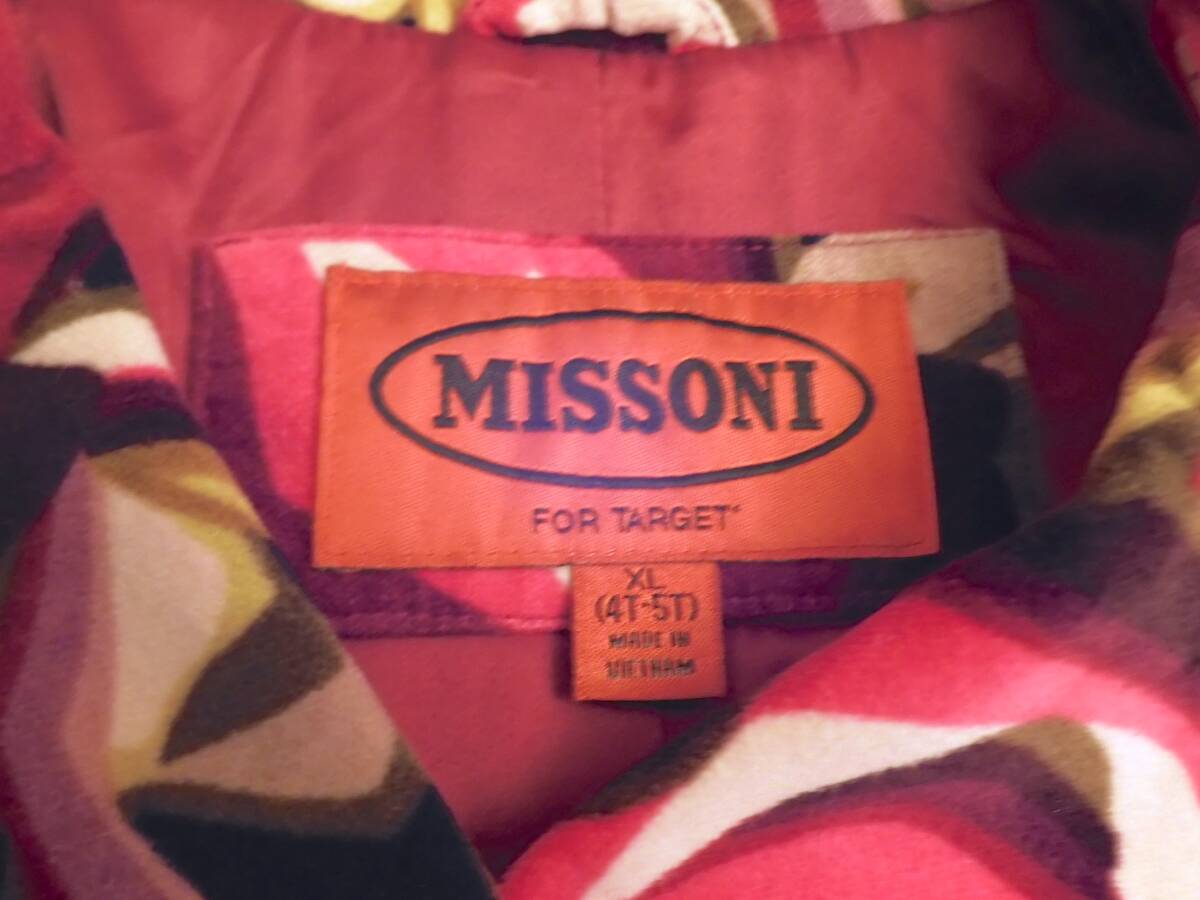 MISSONI
FOR TARGET
XL
(4T-5T)
MADE IN
VIETNAM